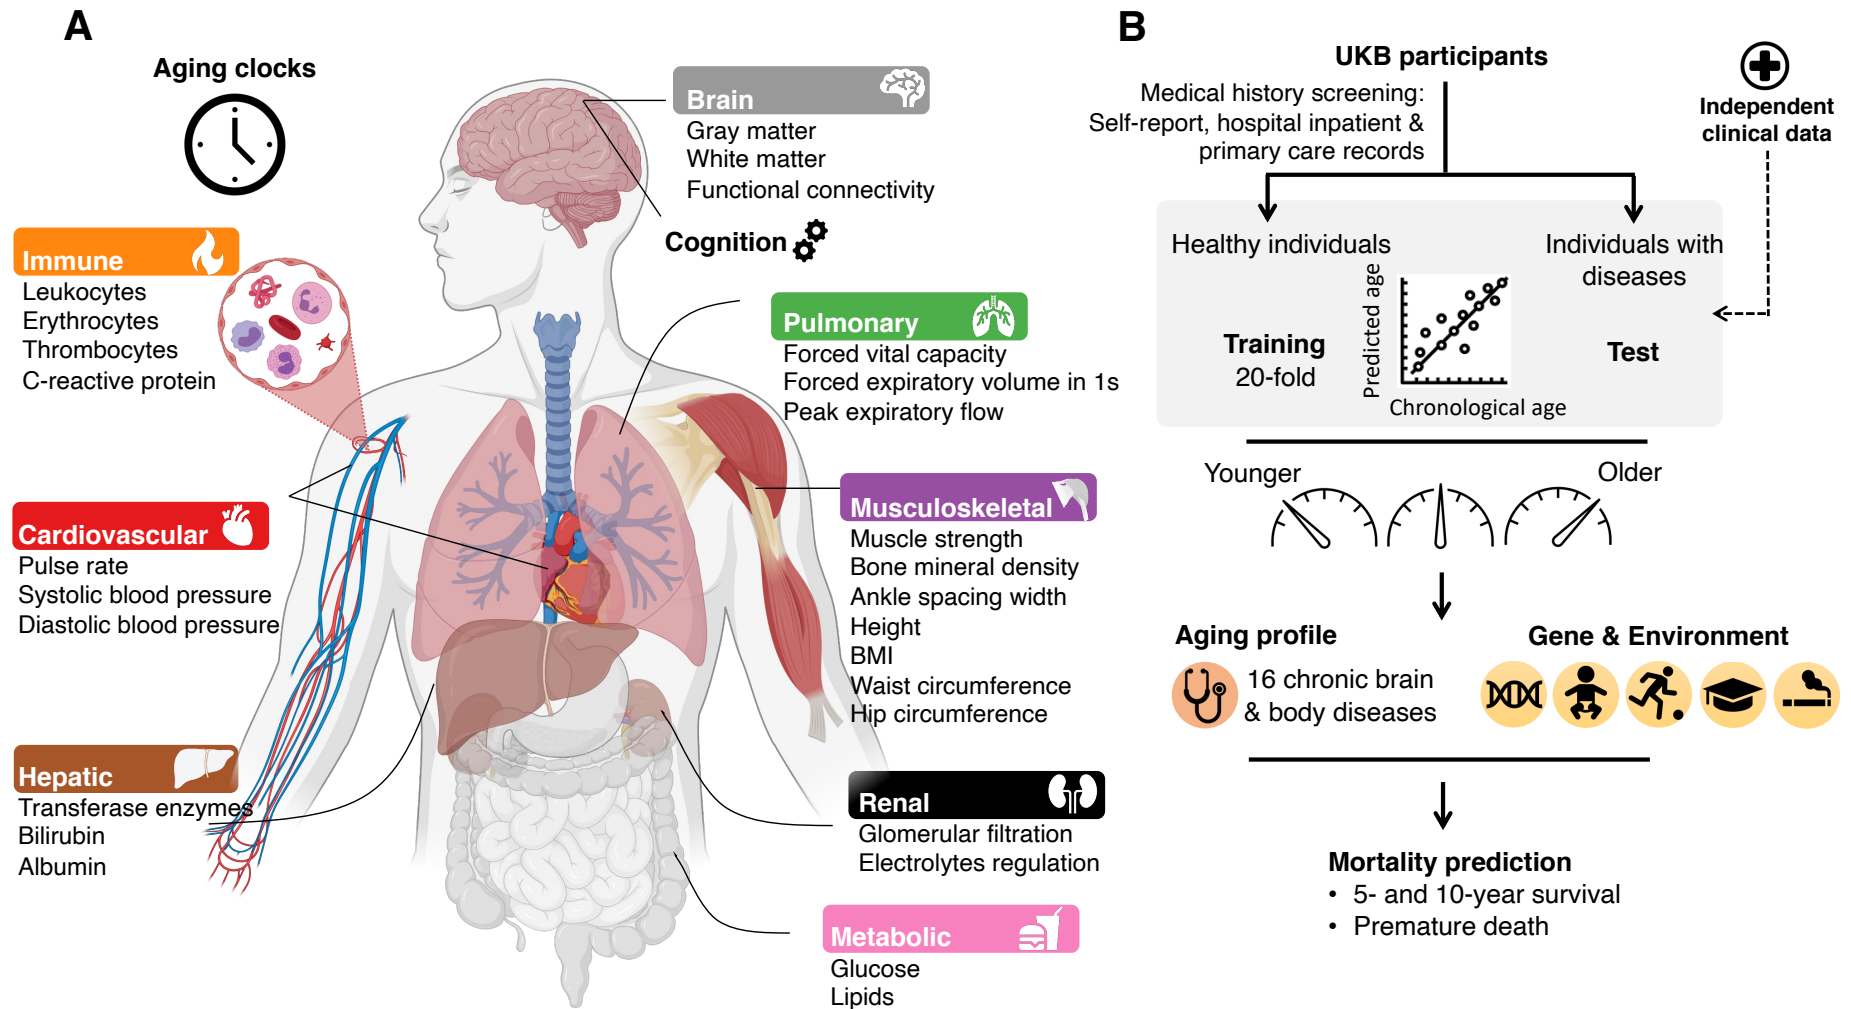 A
Aging clocks
Immune
Leukocytes
Erythrocytes
Thrombocytes
C-reactive protein
Cardiovascular
Pulse rate
Systolic blood pressure
Diastolic blood pressure
Hepatic
Transferase enzymes
Bilirubin
Albumin
Brain
Gray matter
White matter
Functional connectivity
Cognition
Pulmonary
Forced vital capacity
Forced expiratory volume in 1s
Peak expiratory flow
Musculoskeletal
Muscle strength
Bone mineral density
Ankle spacing width
Height
BMI
Waist circumference
Hip circumference
Renal
Glomerular filtration
Electrolytes regulation
Metabolic
Glucose
Lipids
B
UKB participants
Medical history screening:
Self-report, hospital inpatient &
primary care records
Independent
clinical data
Healthy individuals
Individuals with
diseases
Training
20-fold
Predicted age
Chronological age
Test
Younger
Older
Aging profile
16 chronic brain
& body diseases
Gene & Environment
Mortality prediction
• 5- and 10-year survival
• Premature death